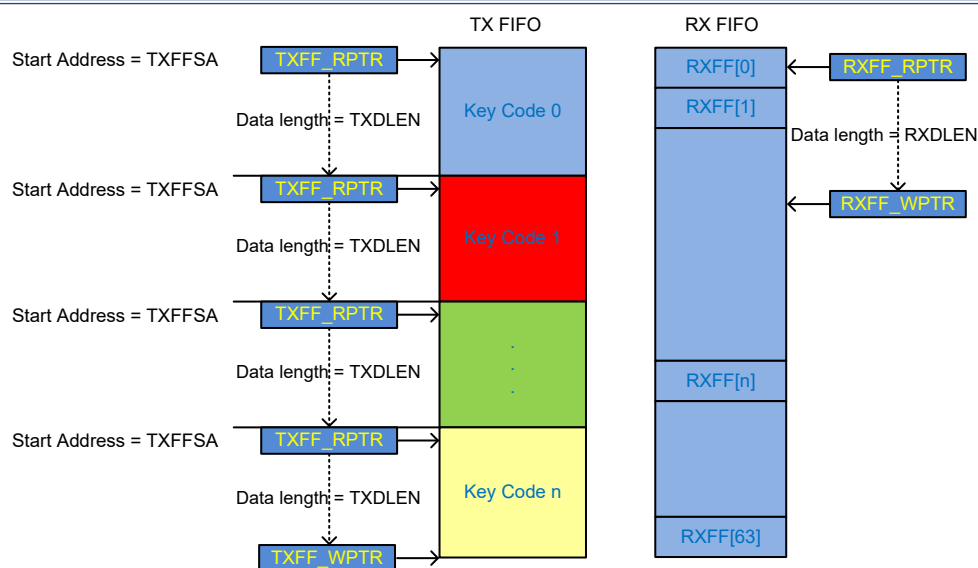 TX FIFO
RX FIFO
Start Address = TXFFSA
TXFF_RPTR
RXFF[0]
RXFF_RPTR
Key Code 0
RXFF[1]
Data length = TXDLEN
Data length = RXDLEN
Start Address = TXFFSA
TXFF_RPTR
RXFF_WPTR
Key Code 1
Data length = TXDLEN
Start Address = TXFFSA
TXFF_RPTR
.
.
.
Data length = TXDLEN
RXFF[n]
Start Address = TXFFSA
TXFF_RPTR
Data length = TXDLEN
Key Code n
RXFF[63]
TXFF_WPTR